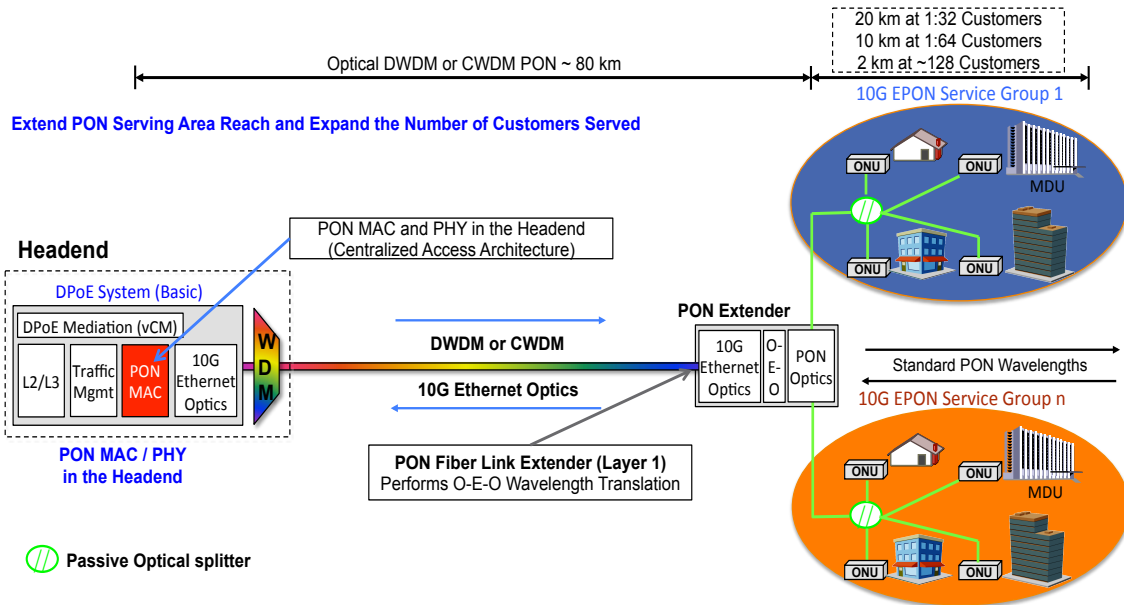 20 km at 1:32 Customers
10 km at 1:64 Customers
2 km at ~128 Customers
Optical DWDM or CWDM PON ~ 80 km
10G EPON Service Group 1
Extend PON Serving Area Reach and Expand the Number of Customers Served
ONU
ONU
MDU
ONU
ONU
PON MAC and PHY in the Headend
(Centralized Access Architecture)
Headend
DPoE System (Basic)
DPoE Mediation (vCM)
L2/L3
Traffic
Mgmt
PON
MAC
10G
Ethernet
Optics
WDM
DWDM or CWDM
10G Ethernet Optics
PON Extender
10G
Ethernet
Optics
O-
E-
O
PON
Optics
Standard PON Wavelengths
10G EPON Service Group n
PON MAC / PHY
in the Headend
PON Fiber Link Extender (Layer 1)
Performs O-E-O Wavelength Translation
ONU
ONU
MDU
ONU
ONU
Passive Optical splitter